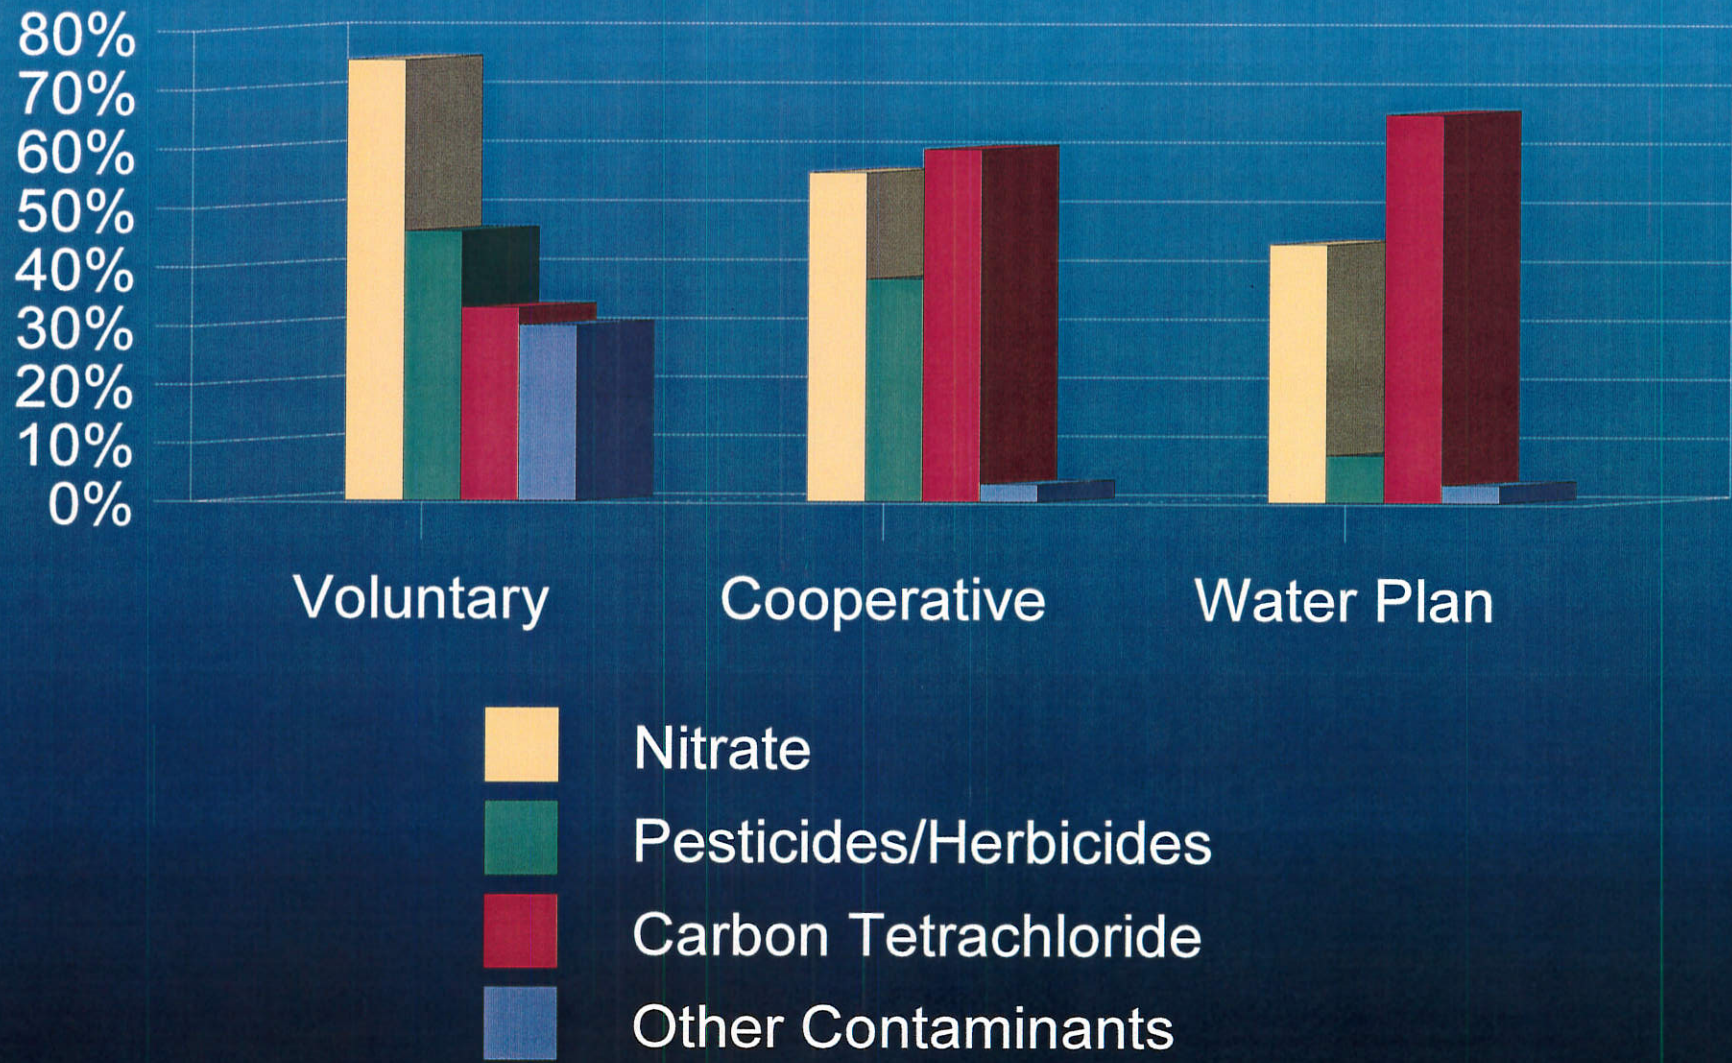 80%
70%
60%
50%
40%
30%
20%
10%
0%
Voluntary Cooperative Water Plan
Nitrate
Pesticides/Herbicides
Carbon Tetrachloride
Other Contaminants